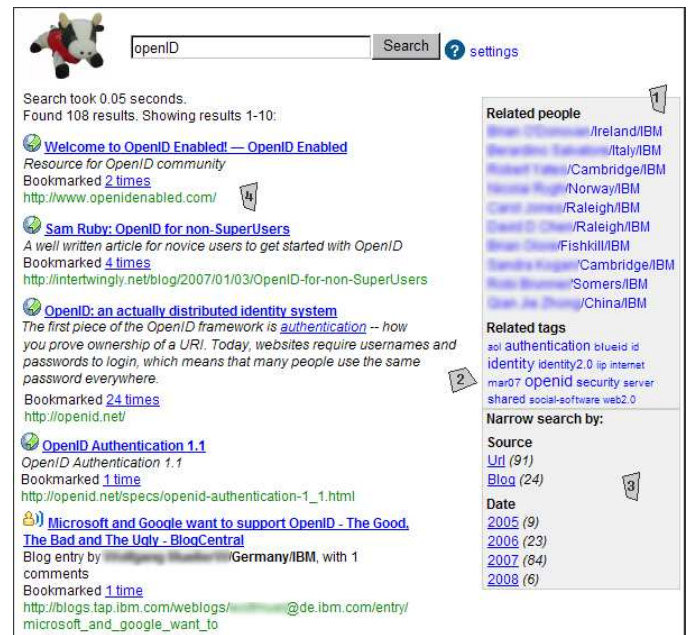 openID
Search
?
settings
Search took 0.05 seconds.
Found 108 results. Showing results 1-10:
Welcome to OpenID Enabled! — OpenID Enabled
Resource for OpenID community
Bookmarked 2 times
http://www.openidenabled.com/
4
Sam Ruby: OpenID for non-SuperUsers
A well written article for novice users to get started with OpenID
Bookmarked 4 times
http://intertwingly.net/blog/2007/01/03/OpenID-for-non-SuperUsers
OpenID: an actually distributed identity system
The first piece of the OpenID framework is authentication -- how
you prove ownership of a URI. Today, websites require usernames and
passwords to login, which means that many people use the same
password everywhere.
Bookmarked 24 times
http://openid.net/
OpenID Authentication 1.1
OpenID Authentication 1.1
Bookmarked 1 time
http://openid.net/specs/openid-authentication-1_1.html
Microsoft and Google want to support OpenID - The Good,
The Bad and The Ugly - BlogCentral
Blog entry by /Germany/IBM, with 1
comments
Bookmarked 1 time
http://blogs.tap.ibm.com/weblogs/ @de.ibm.com/entry/
microsoft_and_google_want_to
1
Related people
/Ireland/IBM
/Italy/IBM
/Cambridge/IBM
/Norway/IBM
/Raleigh/IBM
/Raleigh/IBM
/Fishkill/IBM
/Cambridge/IBM
/Somers/IBM
/China/IBM
Related tags
aol authentication blueid id
identity identity2.0 iip internet
mar07 openid security server
shared social-software web2.0
2
Narrow search by:
Source
Url (91)
Blog (24)
3
Date
2005 (9)
2006 (23)
2007 (84)
2008 (6)